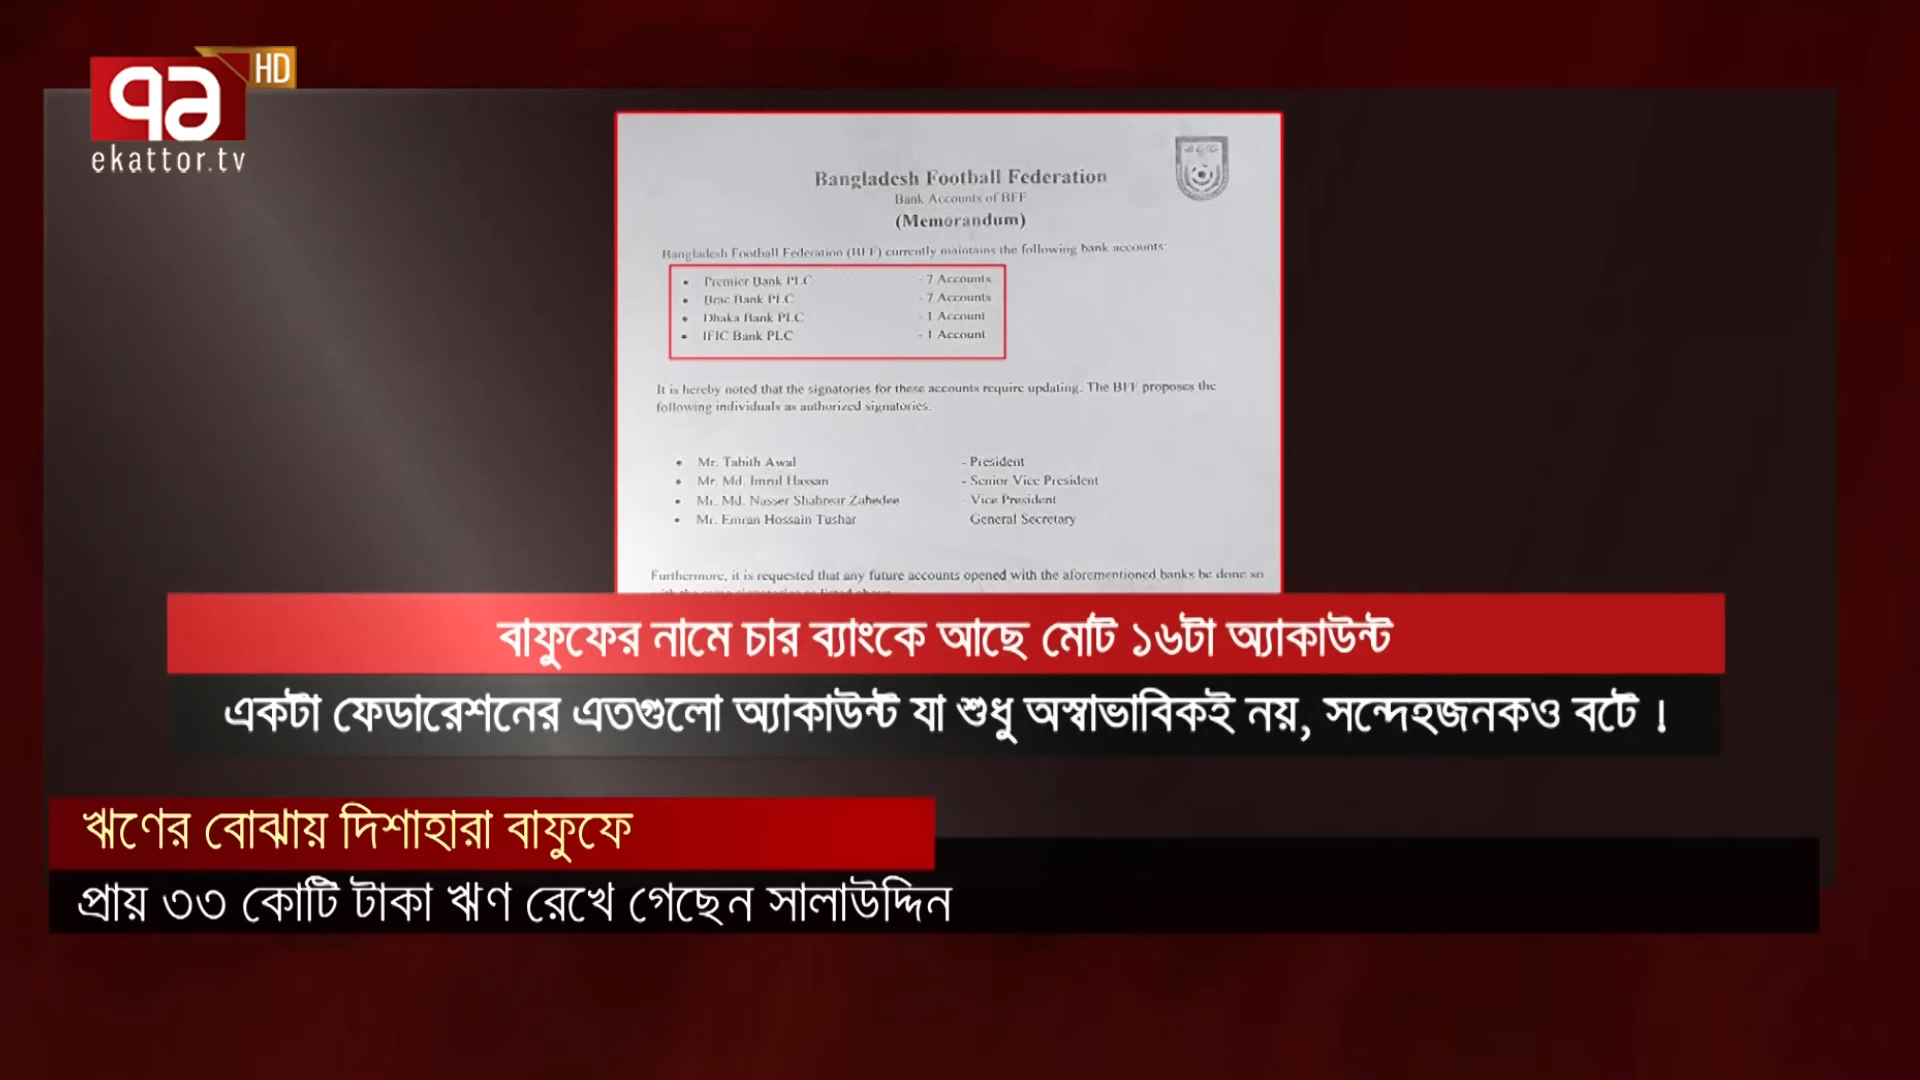 ৭১
HD
ekattor.tv
Bangladesh Football Federation
Bank Accounts of BFF
(Memorandum)
Bangladesh Football Federation (BFF) currently maintains the following bank accounts:
• Premier Bank PLC - 7 Accounts
• Brac Bank PLC - 7 Accounts
• Dhaka Bank PLC - 1 Account
• IFIC Bank PLC - 1 Account
It is hereby noted that the signatories for these accounts require updating. The BFF proposes the
following individuals as authorized signatories:
• Mr. Tabith Awal - President
• Mr. Md. Imrul Hassan - Senior Vice President
• Mr. Md. Nasser Shahrear Zahedee - Vice President
• Mr. Emran Hossain Tushar General Secretary
Furthermore, it is requested that any future accounts opened with the aforementioned banks be done so
বাফুফের নামে চার ব্যাংকে আছে মোট ১৬টা অ্যাকাউন্ট
একটা ফেডারেশনের এতগুলো অ্যাকাউন্ট যা শুধু অস্বাভাবিকই নয়, সন্দেহজনকও বটে ।
ঋণের বোঝায় দিশাহারা বাফুফে
প্রায় ৩৩ কোটি টাকা ঋণ রেখে গেছেন সালাউদ্দিন